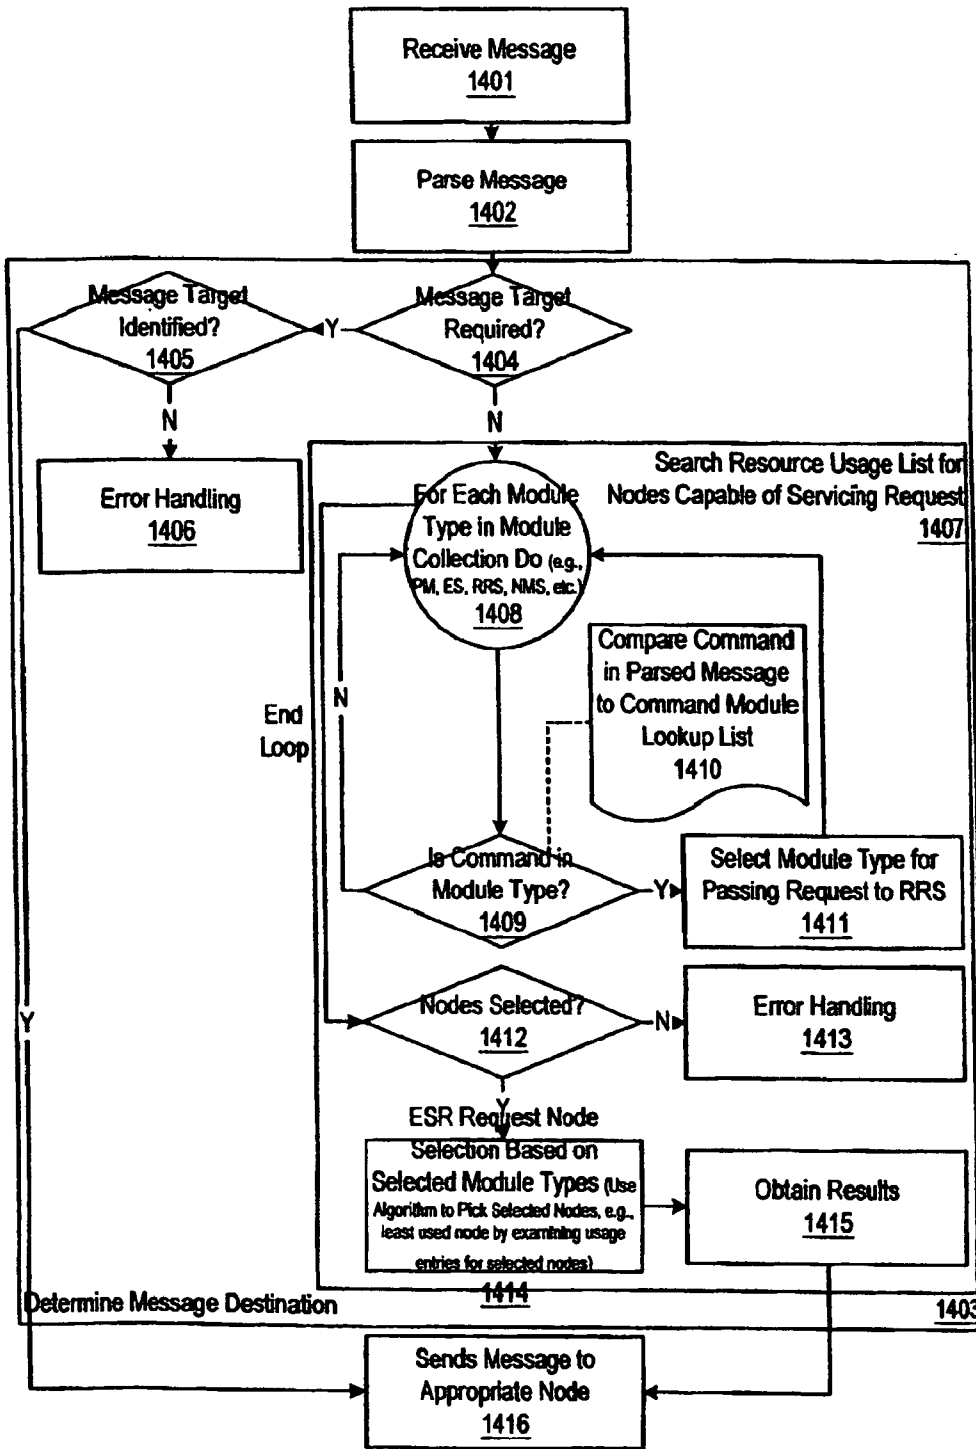 Receive Message
1401
Parse Message
1402
Message Target
Identified?
1405
Y
Message Target
Required?
1404
N
N
Error Handling
1406
Search Resource Usage List for
Nodes Capable of Servicing Request
1407
For Each Module
Type in Module
Collection Do (e.g.,
PM, ES, RRS, NMS, etc.)
1408
Compare Command
in Parsed Message
to Command Module
Lookup List
1410
N
End
Loop
Is Command in
Module Type?
1409
Y
Select Module Type for
Passing Request to RRS
1411
Nodes Selected?
1412
N
Error Handling
1413
Y
Y
ESR Request Node
Selection Based on
Selected Module Types (Use
Algorithm to Pick Selected Nodes, e.g.,
least used node by examining usage
entries for selected nodes)
1414
Obtain Results
1415
Determine Message Destination
1403
Sends Message to
Appropriate Node
1416